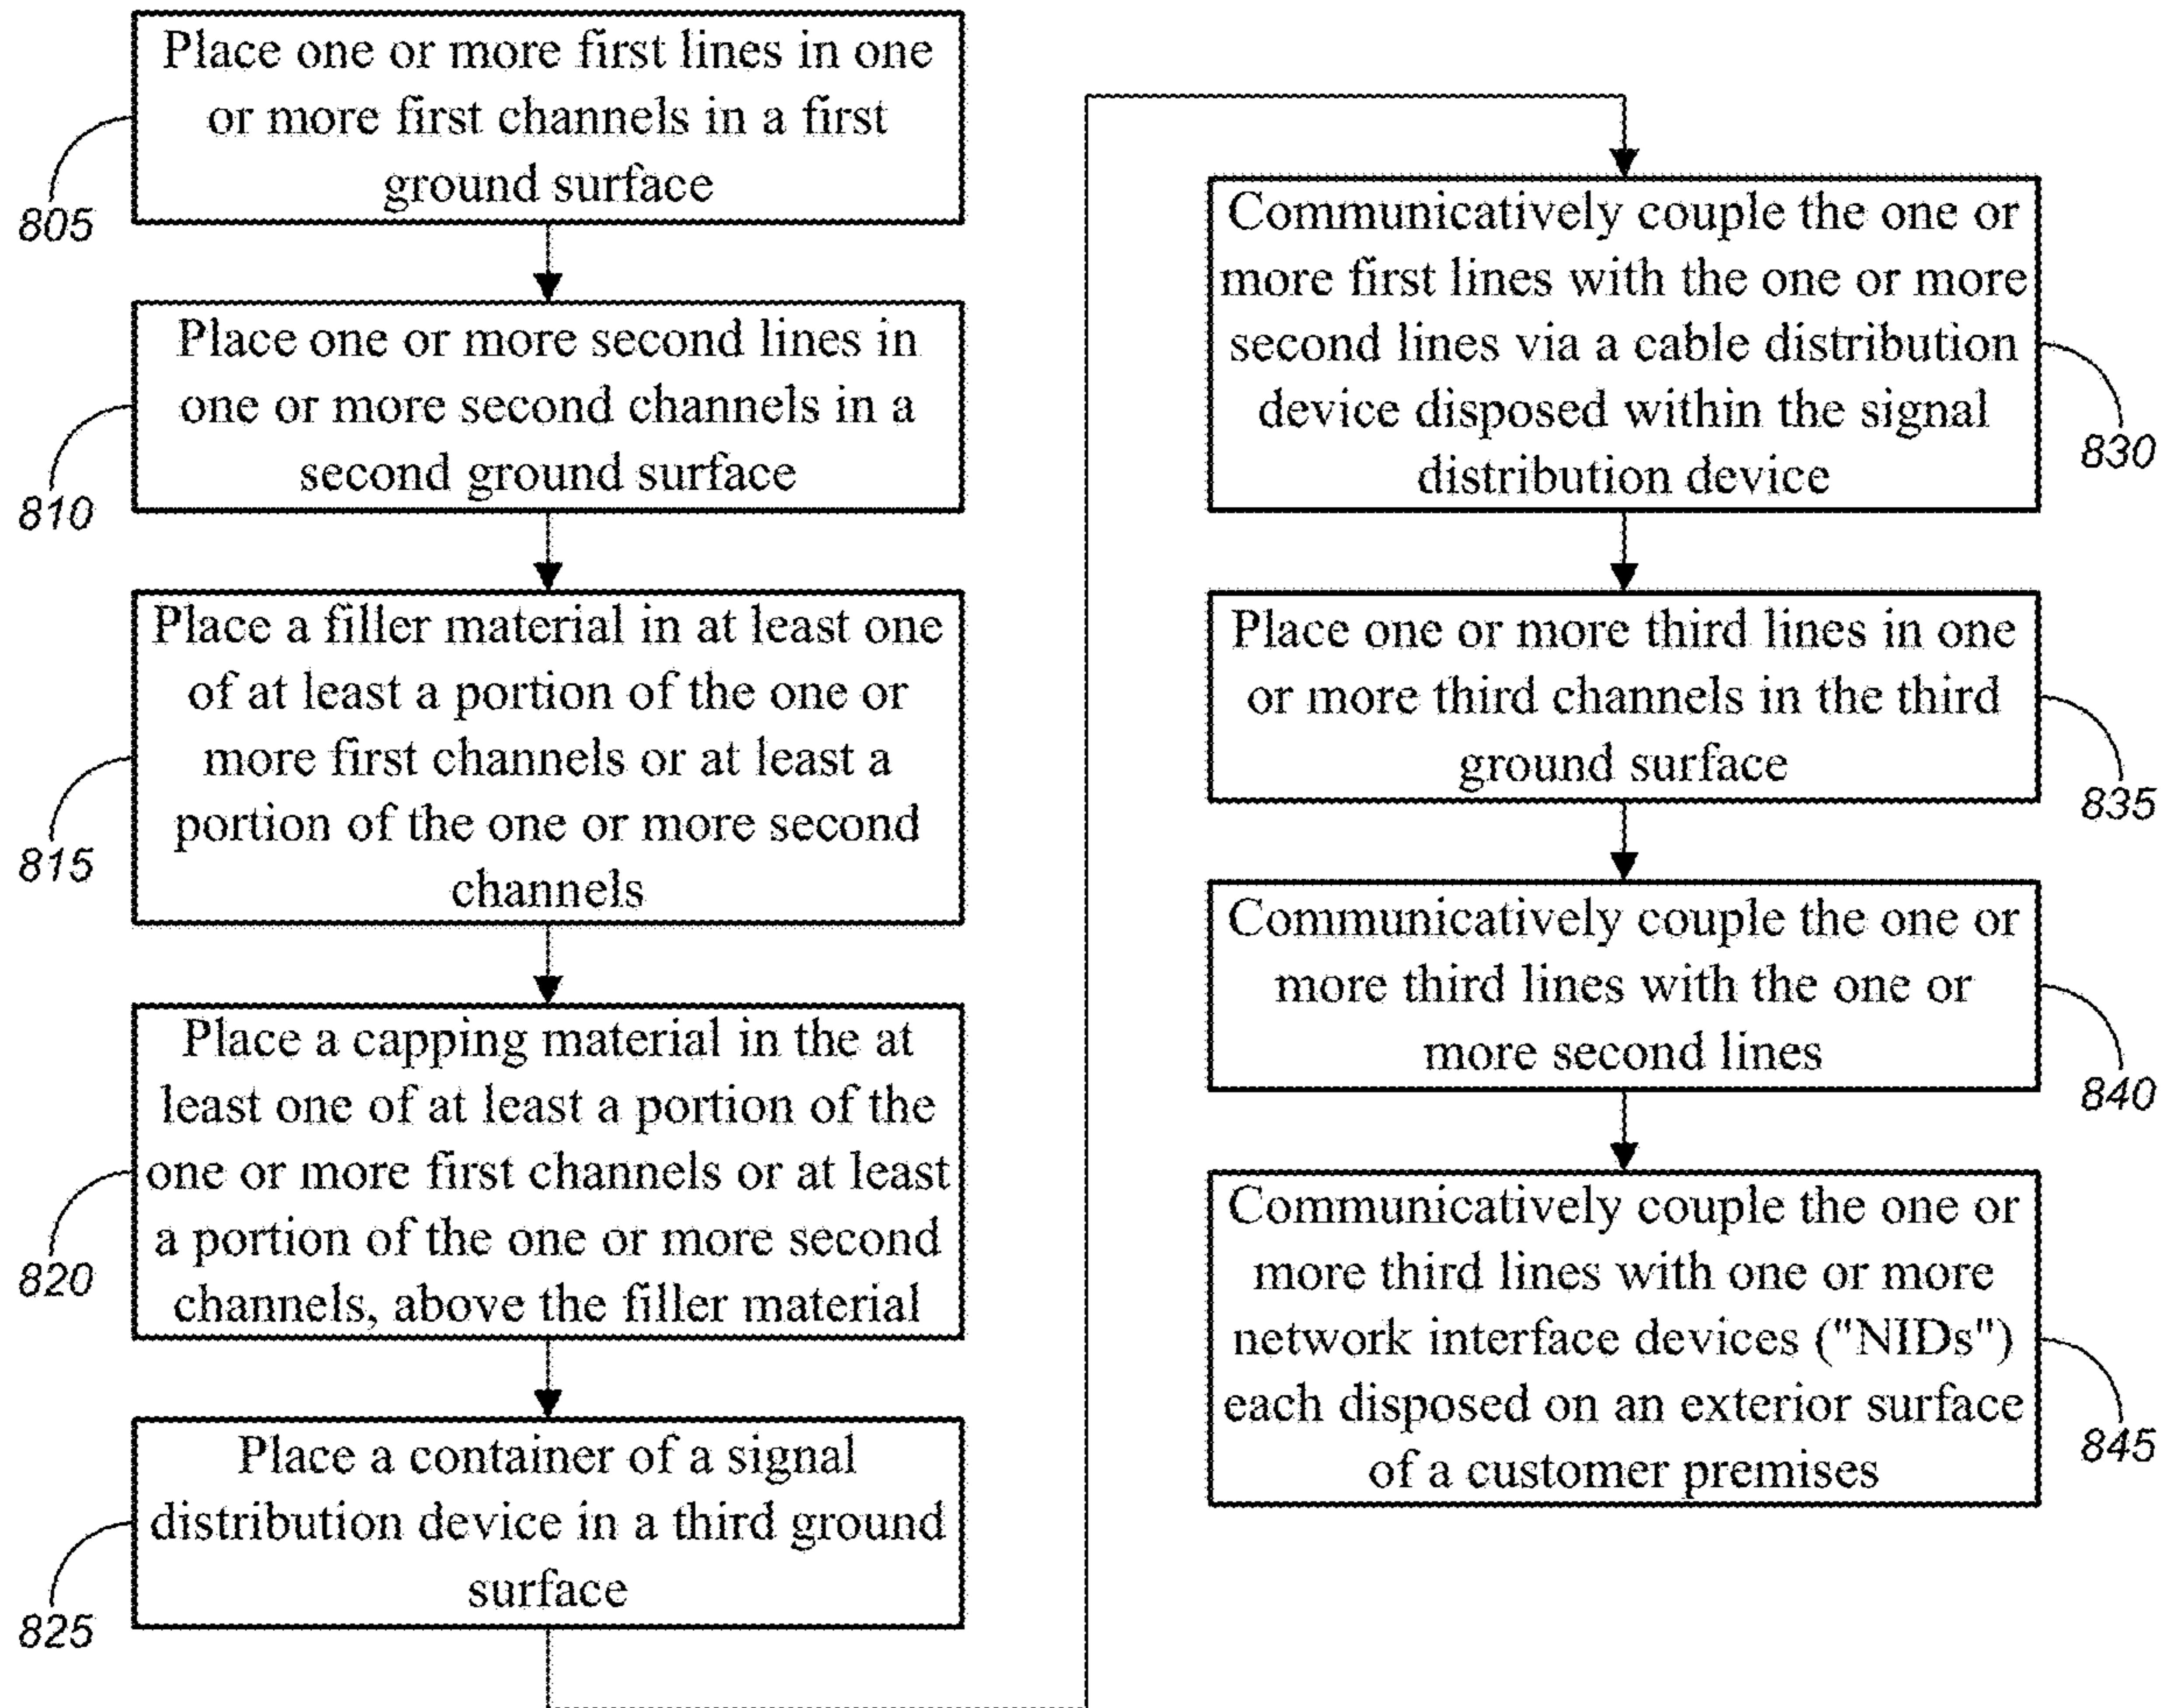 Place one or more first lines in one
or more first channels in a first
ground surface
805
Place one or more second lines in
one or more second channels in a
second ground surface
810
Place a filler material in at least one
of at least a portion of the one or
more first channels or at least a
portion of the one or more second
channels
815
Place a capping material in the at
least one of at least a portion of the
one or more first channels or at least
a portion of the one or more second
channels, above the filler material
820
Place a container of a signal
distribution device in a third ground
surface
825
Communicatively couple the one or
more first lines with the one or more
second lines via a cable distribution
device disposed within the signal
distribution device
830
Place one or more third lines in one
or more third channels in the third
ground surface
835
Communicatively couple the one or
more third lines with the one or
more second lines
840
Communicatively couple the one or
more third lines with one or more
network interface devices ("NIDs")
each disposed on an exterior surface
of a customer premises
845